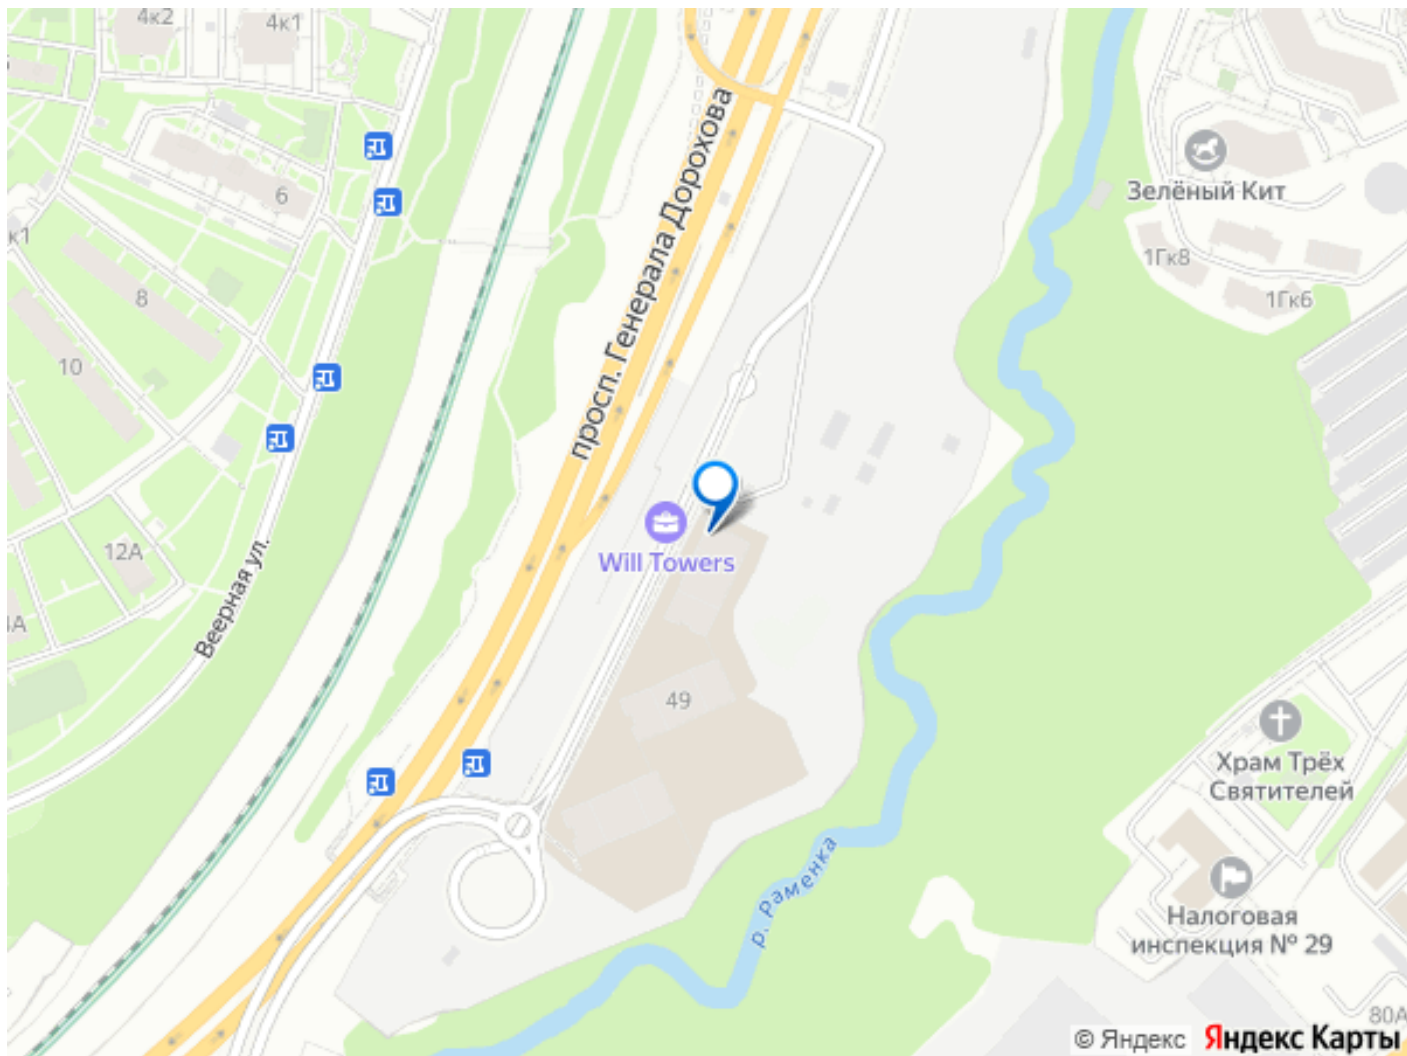 4к2
4к1
6
к1
8
10
12А
Веерная ул.
просп. Генерала Дорохова
Зелёный Кит
1Гк8
1Гк6
Will Towers
49
р. Раменка
Храм Трёх
Святителей
Налоговая
инспекция № 29
80А
© Яндекс
Яндекс Карты